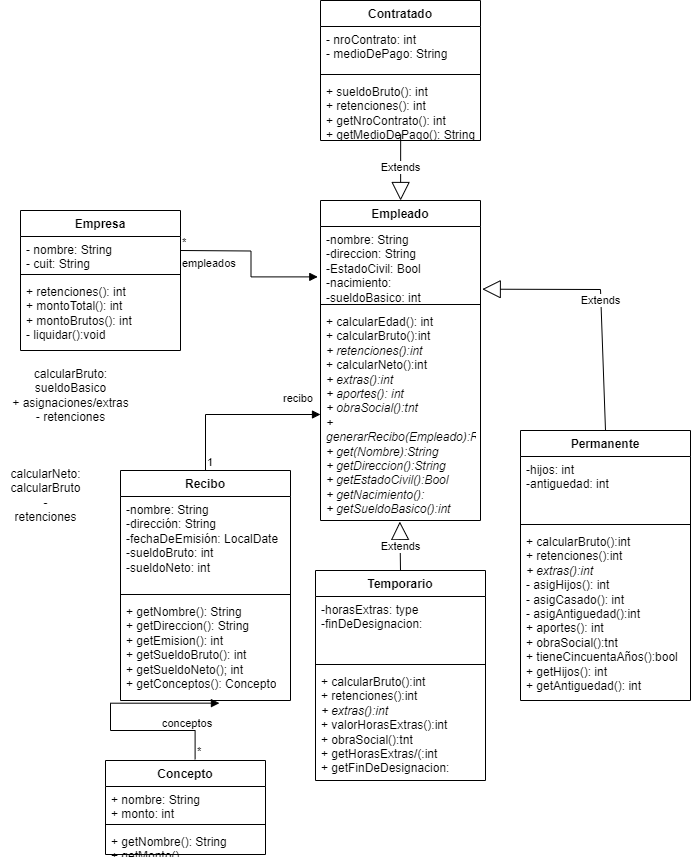 Contratado
- nroContrato: int
- medioDePago: String
+ sueldoBruto(): int
+ retenciones(): int
+ getNroContrato(): int
+ getMedioDePago(): String
Extends
Empresa
- nombre: String
- cuit: String
+ retenciones(): int
+ montoTotal(): int
+ montoBrutos(): int
- liquidar():void
*
empleados
Empleado
-nombre: String
-direccion: String
-EstadoCivil: Bool
-nacimiento:
-sueldoBasico: int
+ calcularEdad(): int
+ calcularBruto():int
+ retenciones():int
+ calcularNeto():int
+ extras():int
+ aportes(): int
+ obraSocial():tnt
+
generarRecibo(Empleado):F
+ get(Nombre):String
+ getDireccion():String
+ getEstadoCivil():Bool
+ getNacimiento():
+ getSueldoBasico():int
Extends
calcularBruto:
sueldoBasico
+ asignaciones/extras
- retenciones
calcularNeto:
calcularBruto
-
retenciones
recibo
1
Recibo
-nombre: String
-dirección: String
-fechaDeEmisión: LocalDate
-sueldoBruto: int
-sueldoNeto: int
+ getNombre(): String
+ getDireccion(): String
+ getEmision(): int
+ getSueldoBruto(): int
+ getSueldoNeto(); int
+ getConceptos(): Concepto
Extends
Temporario
-horasExtras: type
-finDeDesignacion:
+ calcularBruto():int
+ retenciones():int
+ extras():int
+ valorHorasExtras():int
+ obraSocial():tnt
+ getHorasExtras/(:int
+ getFinDeDesignacion:
Permanente
-hijos: int
-antiguedad: int
+ calcularBruto():int
+ retenciones():int
+ extras():int
- asigHijos(): int
- asigCasado(): int
- asigAntiguedad():int
+ aportes(): int
+ obraSocial():tnt
+ tieneCincuentaAños():bool
+ getHijos(): int
+ getAntiguedad(): int
conceptos
*
Concepto
+ nombre: String
+ monto: int
+ getNombre(): String
+ getMonto()